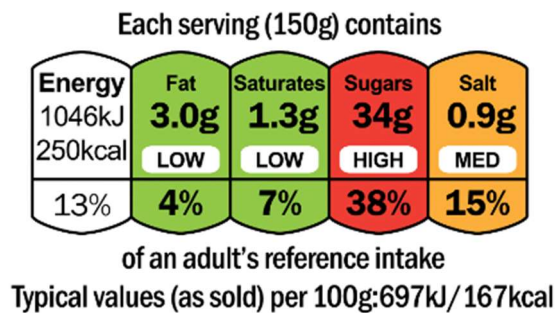 Each serving (150g) contains
Energy Fat Saturates Sugars Salt
1046kJ 3.0g 1.3g 34g 0.9g
250kcal LOW LOW HIGH MED
13% 4% 7% 38% 15%
of an adult's reference intake
Typical values (as sold) per 100g:697kJ/167kcal